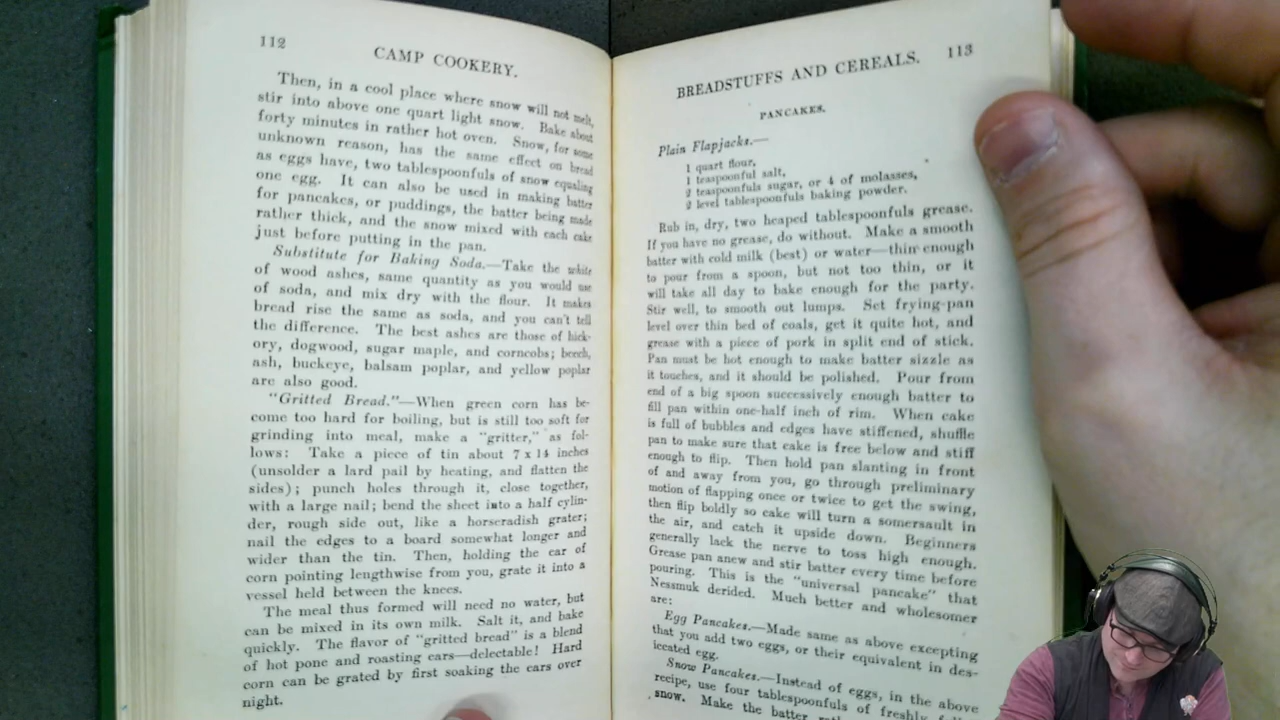 112
CAMP COOKERY.
Then, in a cool place where snow will not melt,
stir into above one quart light snow. Bake about
forty minutes in rather hot oven. Snow, for some
unknown reason, has the same effect on bread
as eggs have, two tablespoonfuls of snow equaling
one egg. It can also be used in making batter
for pancakes, or puddings, the batter being made
rather thick, and the snow mixed with each cake
just before putting in the pan.
Substitute for Baking Soda.—Take the white
of wood ashes, same quantity as you would use
of soda, and mix dry with the flour. It makes
bread rise the same as soda, and you can't tell
the difference. The best ashes are those of hick-
ory, dogwood, sugar maple, and corncobs; beech,
ash, buckeye, balsam poplar, and yellow poplar
are also good.
"Gritted Bread."—When green corn has be-
come too hard for boiling, but is still too soft for
grinding into meal, make a "gritter," as fol-
lows: Take a piece of tin about 7 x 14 inches
(unsolder a lard pail by heating, and flatten the
sides); punch holes through it, close together,
with a large nail; bend the sheet into a half cylin-
der, rough side out, like a horseradish grater;
nail the edges to a board somewhat longer and
wider than the tin. Then, holding the ear of
corn pointing lengthwise from you, grate it into a
vessel held between the knees.
The meal thus formed will need no water, but
can be mixed in its own milk. Salt it, and bake
quickly. The flavor of "gritted bread" is a blend
of hot pone and roasting ears—delectable! Hard
corn can be grated by first soaking the ears over
night.
BREADSTUFFS AND CEREALS. 113
PANCAKES.
Plain Flapjacks.—
1 quart flour,
1 teaspoonful salt,
2 teaspoonfuls sugar, or 4 of molasses,
2 level tablespoonfuls baking powder.
Rub in, dry, two heaped tablespoonfuls grease.
If you have no grease, do without. Make a smooth
batter with cold milk (best) or water—thin enough
to pour from a spoon, but not too thin, or it
will take all day to bake enough for the party.
Stir well, to smooth out lumps. Set frying-pan
level over thin bed of coals, get it quite hot, and
grease with a piece of pork in split end of stick.
Pan must be hot enough to make batter sizzle as
it touches, and it should be polished. Pour from
end of a big spoon successively enough batter to
fill pan within one-half inch of rim. When cake
is full of bubbles and edges have stiffened, shuffle
pan to make sure that cake is free below and stiff
enough to flip. Then hold pan slanting in front
of and away from you, go through preliminary
motion of flapping once or twice to get the swing,
then flip boldly so cake will turn a somersault in
the air, and catch it upside down. Beginners
generally lack the nerve to toss high enough.
Grease pan anew and stir batter every time before
pouring. This is the "universal pancake" that
Nessmuk derided. Much better and wholesomer
are:
Egg Pancakes.—Made same as above excepting
that you add two eggs, or their equivalent in des-
iccated egg.
Snow Pancakes.—Instead of eggs, in the above
recipe, use four tablespoonfuls of freshly
snow. Make the batter